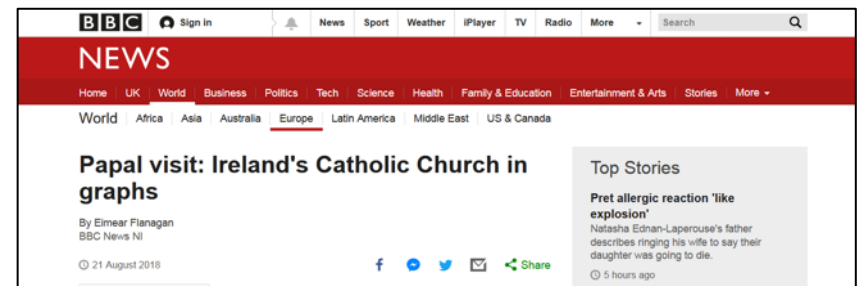 BBC Sign in News Sport Weather iPlayer TV Radio More Search
NEWS
Home UK World Business Politics Tech Science Health Family & Education Entertainment & Arts Stories More
World Africa Asia Australia Europe Latin America Middle East US & Canada
Papal visit: Ireland's Catholic Church in
graphs
By Eimear Flanagan
BBC News NI
21 August 2018
Share
Top Stories
Pret allergic reaction 'like
explosion'
Natasha Ednan-Laperouse's father
describes ringing his wife to say their
daughter was going to die.
5 hours ago